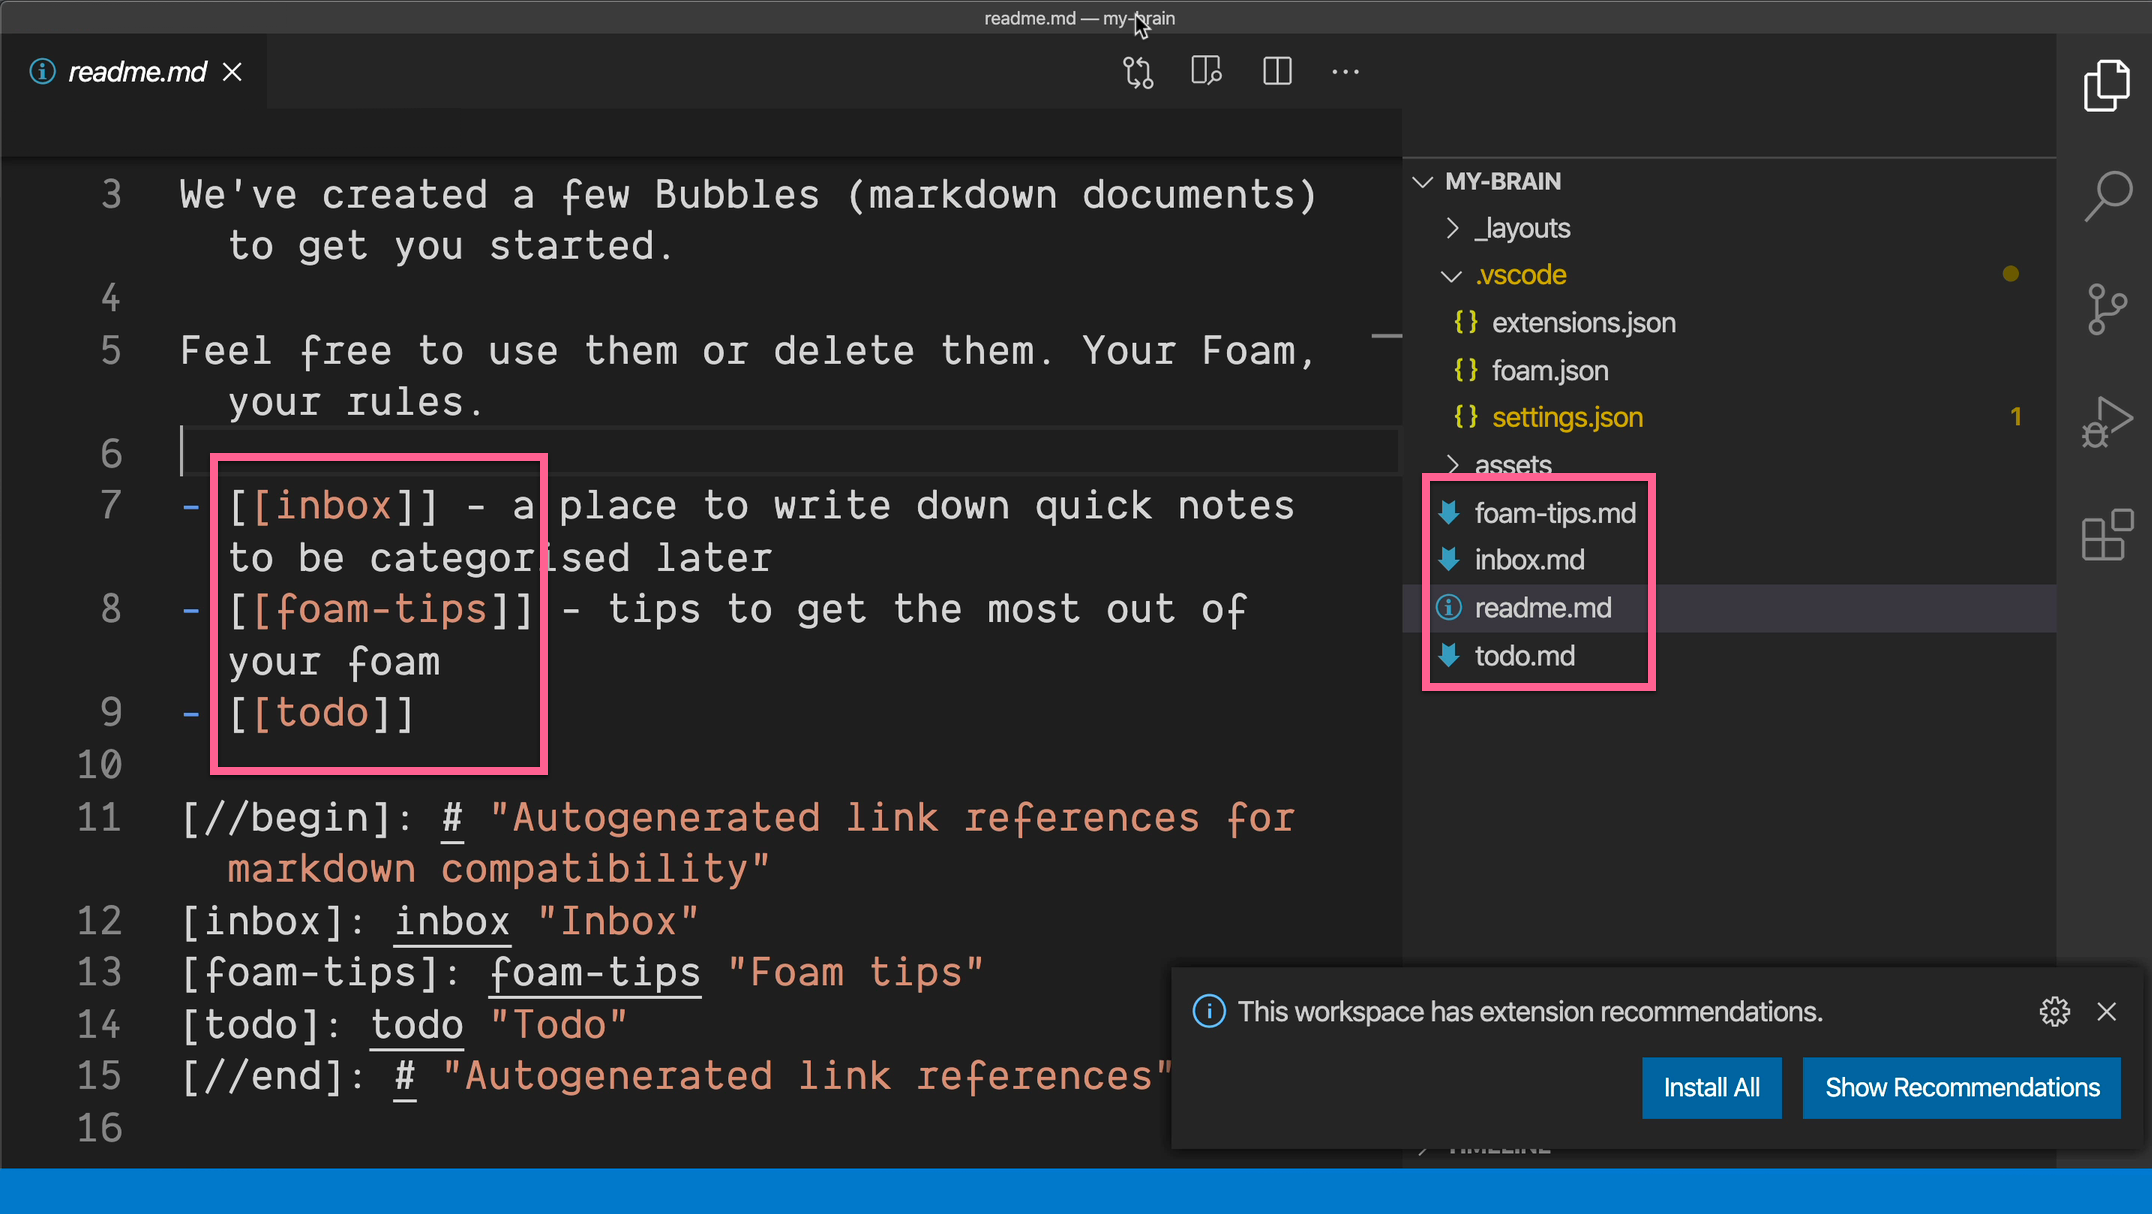 readme.md — my-brain
readme.md
3 We've created a few Bubbles (markdown documents)
to get you started.
4
5 Feel free to use them or delete them. Your Foam,
your rules.
6
7 - [[inbox]] - a place to write down quick notes
to be categorised later
8 - [[foam-tips]] - tips to get the most out of
your foam
9 - [[todo]]
10
11 [//begin]: # "Autogenerated link references for
markdown compatibility"
12 [inbox]: inbox "Inbox"
13 [foam-tips]: foam-tips "Foam tips"
14 [todo]: todo "Todo"
15 [//end]: # "Autogenerated link references"
16
MY-BRAIN
_layouts
.vscode
{} extensions.json
{} foam.json
{} settings.json 1
assets
foam-tips.md
inbox.md
readme.md
todo.md
This workspace has extension recommendations.
Install All
Show Recommendations
TIMELINE